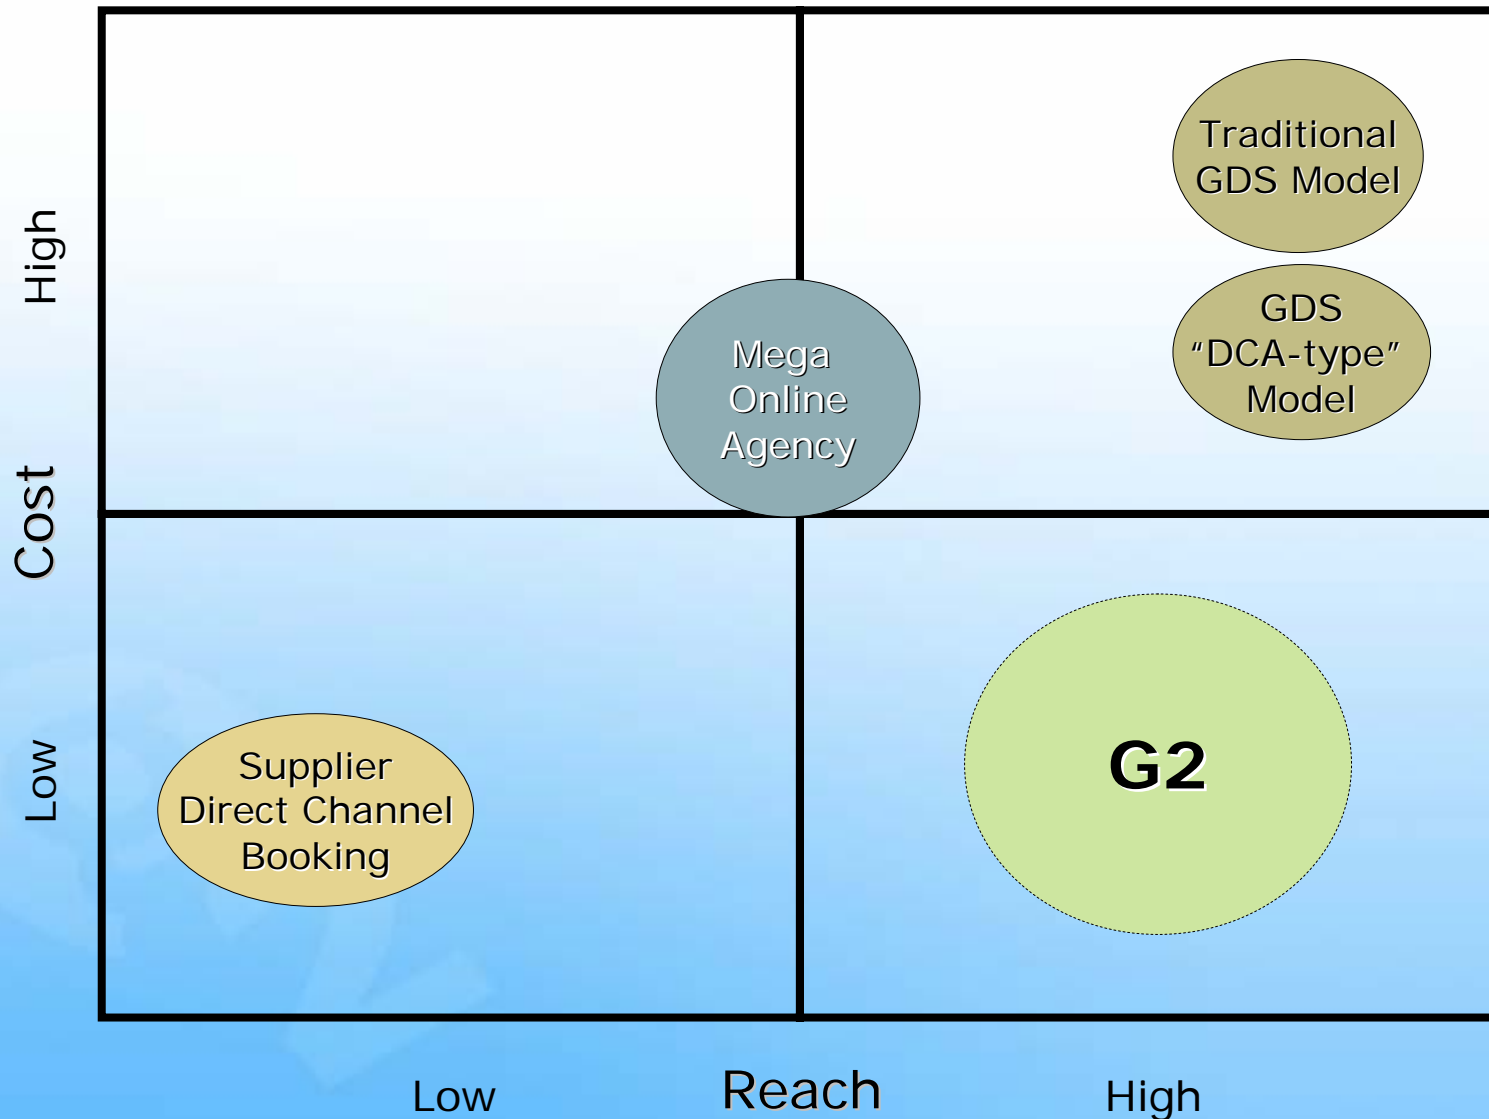 Traditional
GDS Model
High
GDS
“DCA-type”
Model
Mega
Online
Agency
Cost
G2
Low
Supplier
Direct Channel
Booking
Low
Reach
High